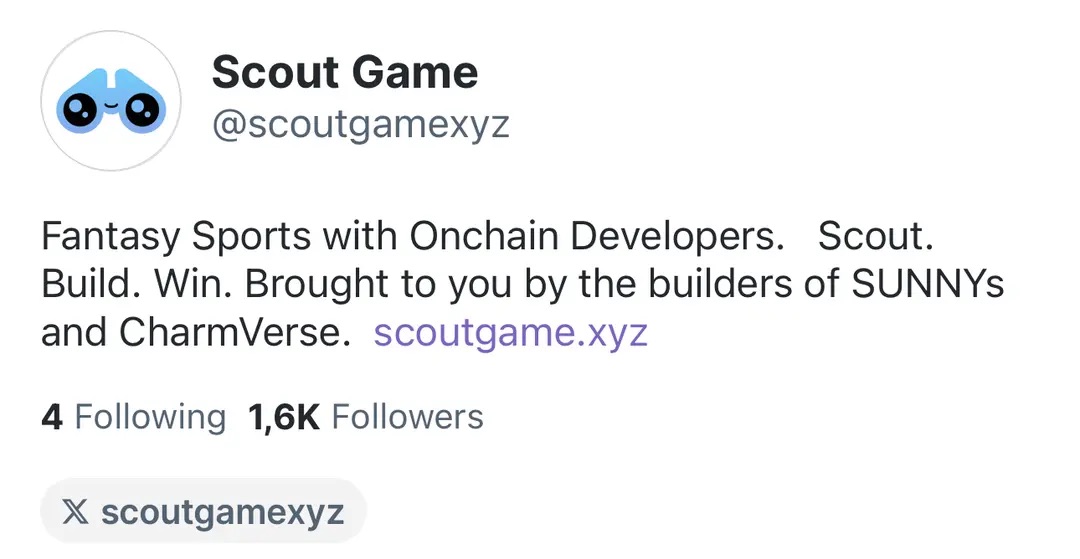 Scout Game
@scoutgamexyz
Fantasy Sports with Onchain Developers.   Scout.
Build. Win. Brought to you by the builders of SUNNYs
and CharmVerse.  scoutgame.xyz
4 Following  1,6K Followers
𝕏 scoutgamexyz